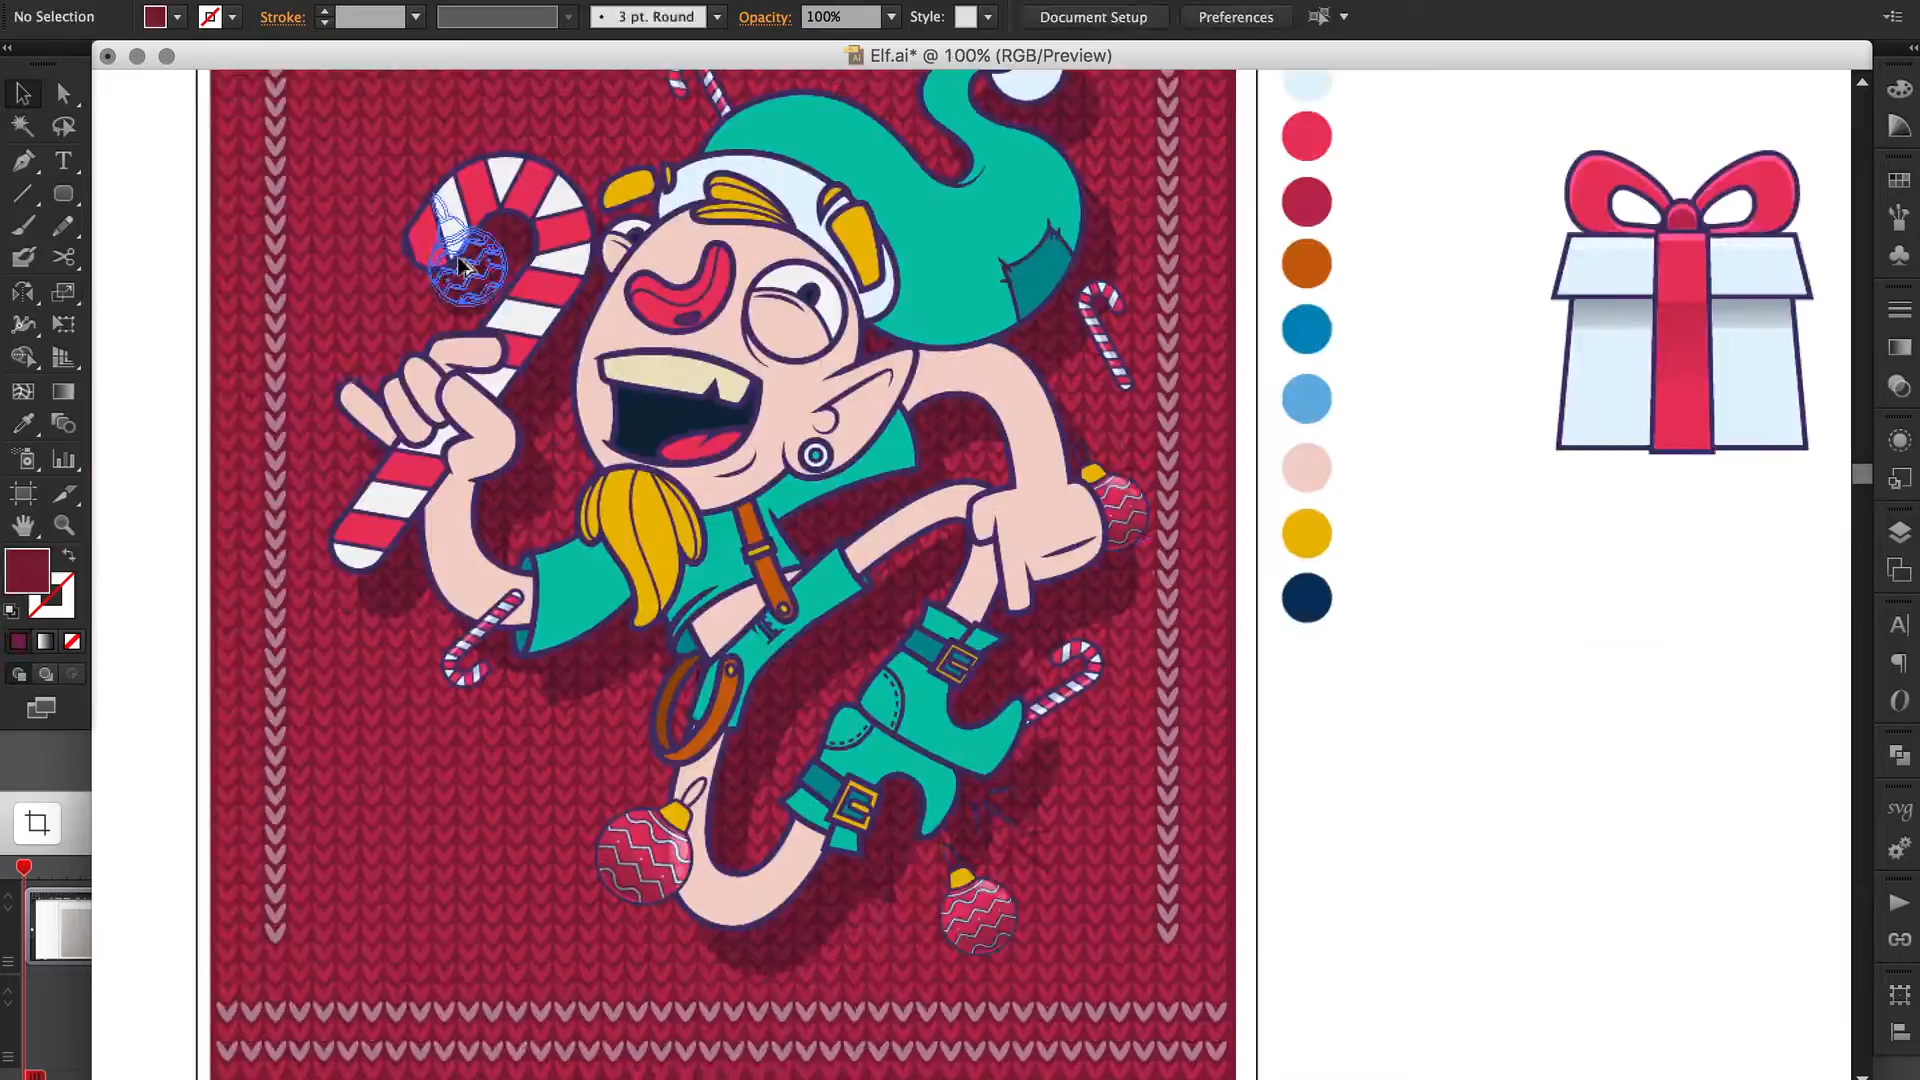 No Selection
Stroke:
3 pt. Round
Opacity:
100%
Style:
Document Setup
Preferences
Elf.ai* @ 100% (RGB/Preview)
T
A
svg